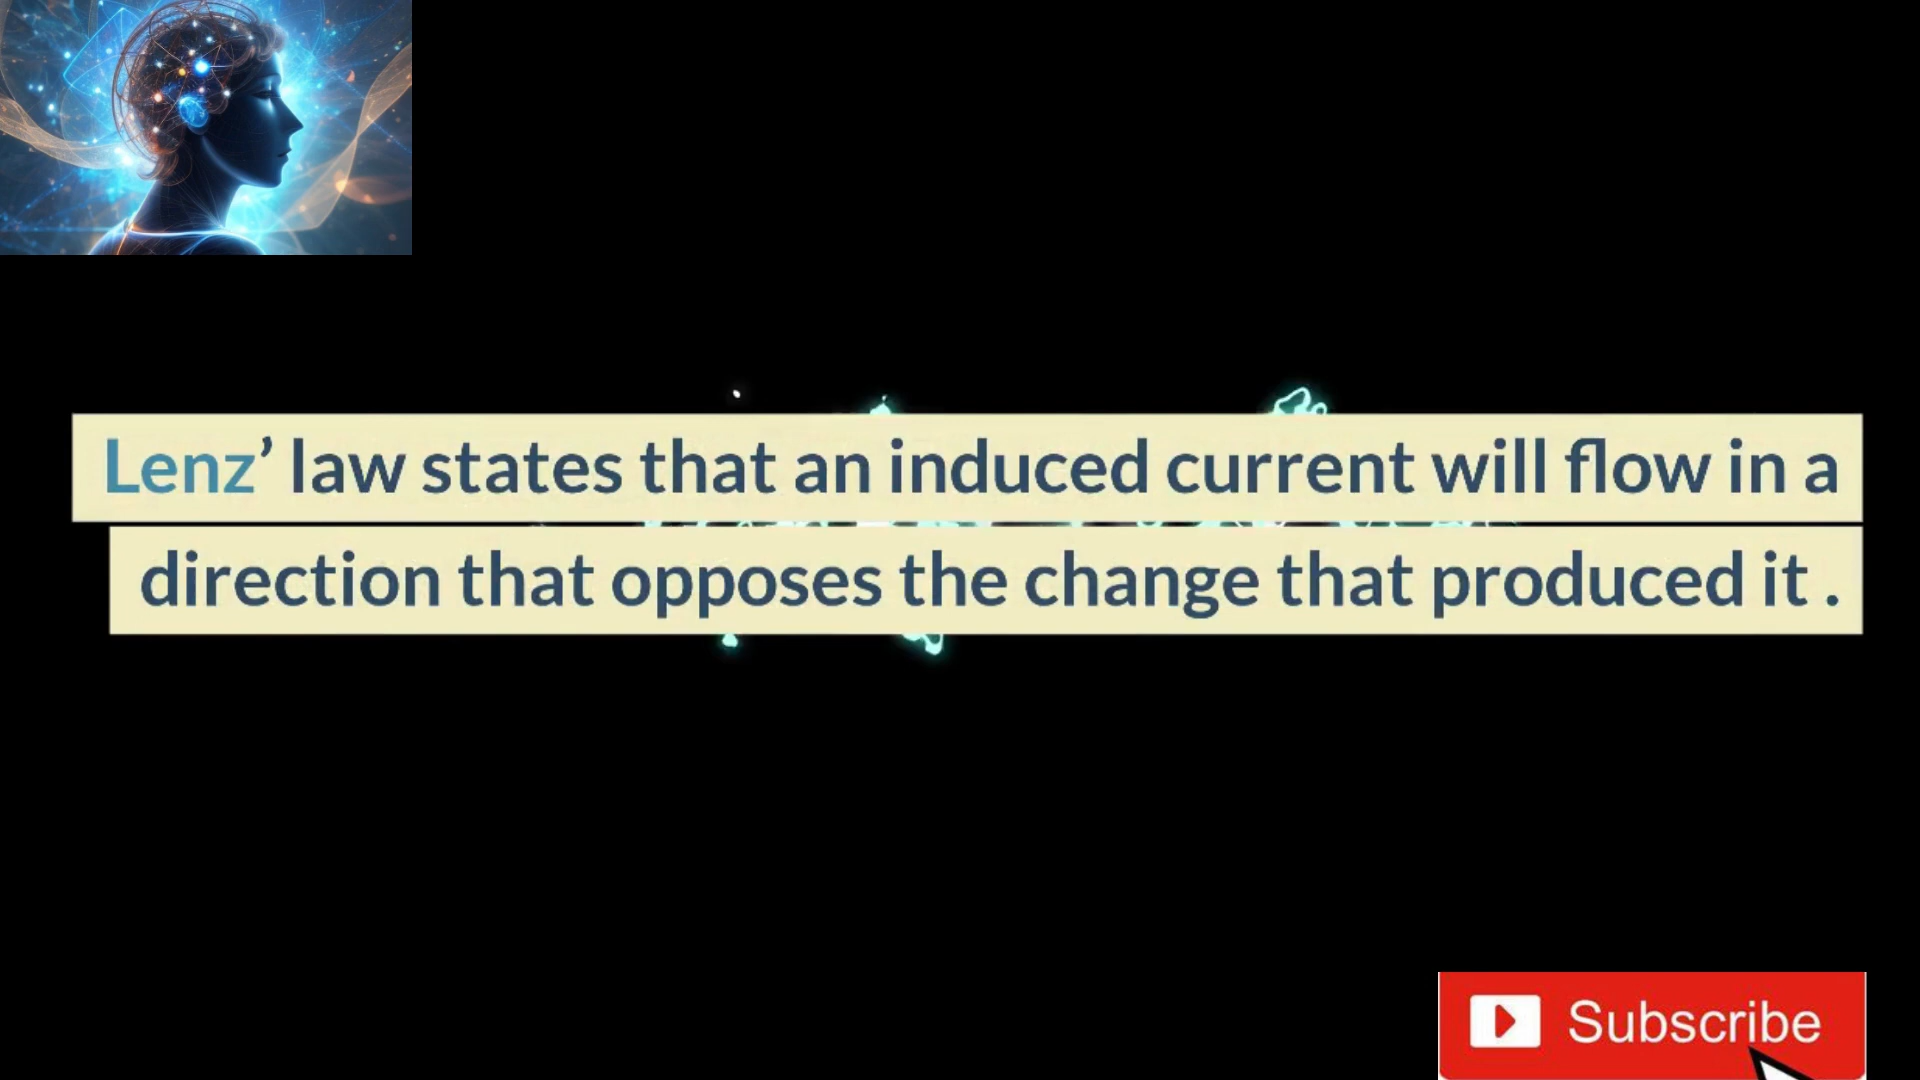 Lenz’ law states that an induced current will flow in a
direction that opposes the change that produced it .
Subscribe